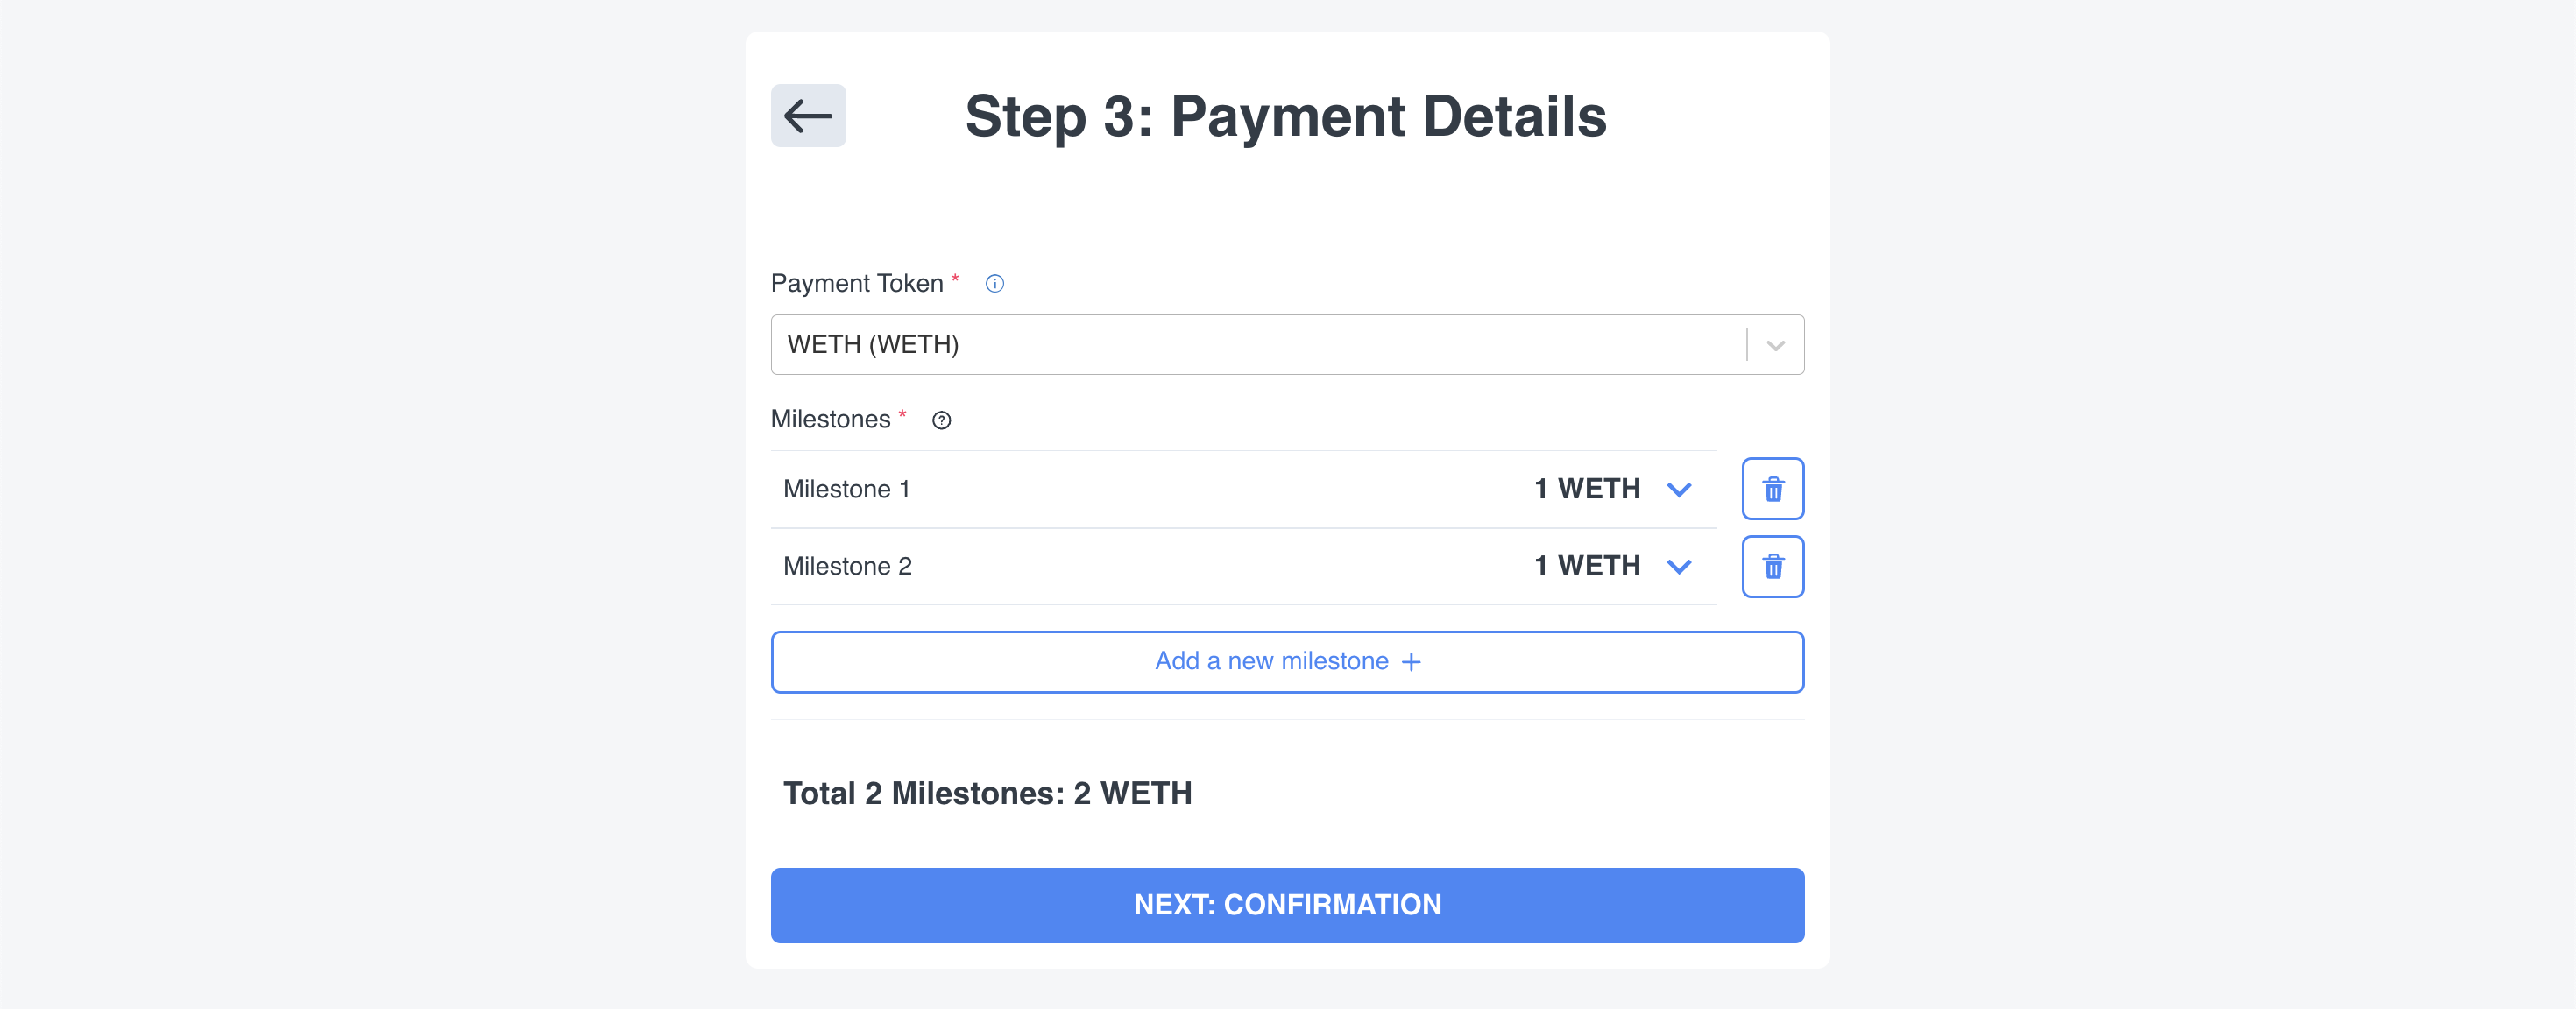 Step 3: Payment Details
Payment Token *
WETH (WETH)
Milestones *
Milestone 1 1 WETH
Milestone 2 1 WETH
Add a new milestone +
Total 2 Milestones: 2 WETH
NEXT: CONFIRMATION